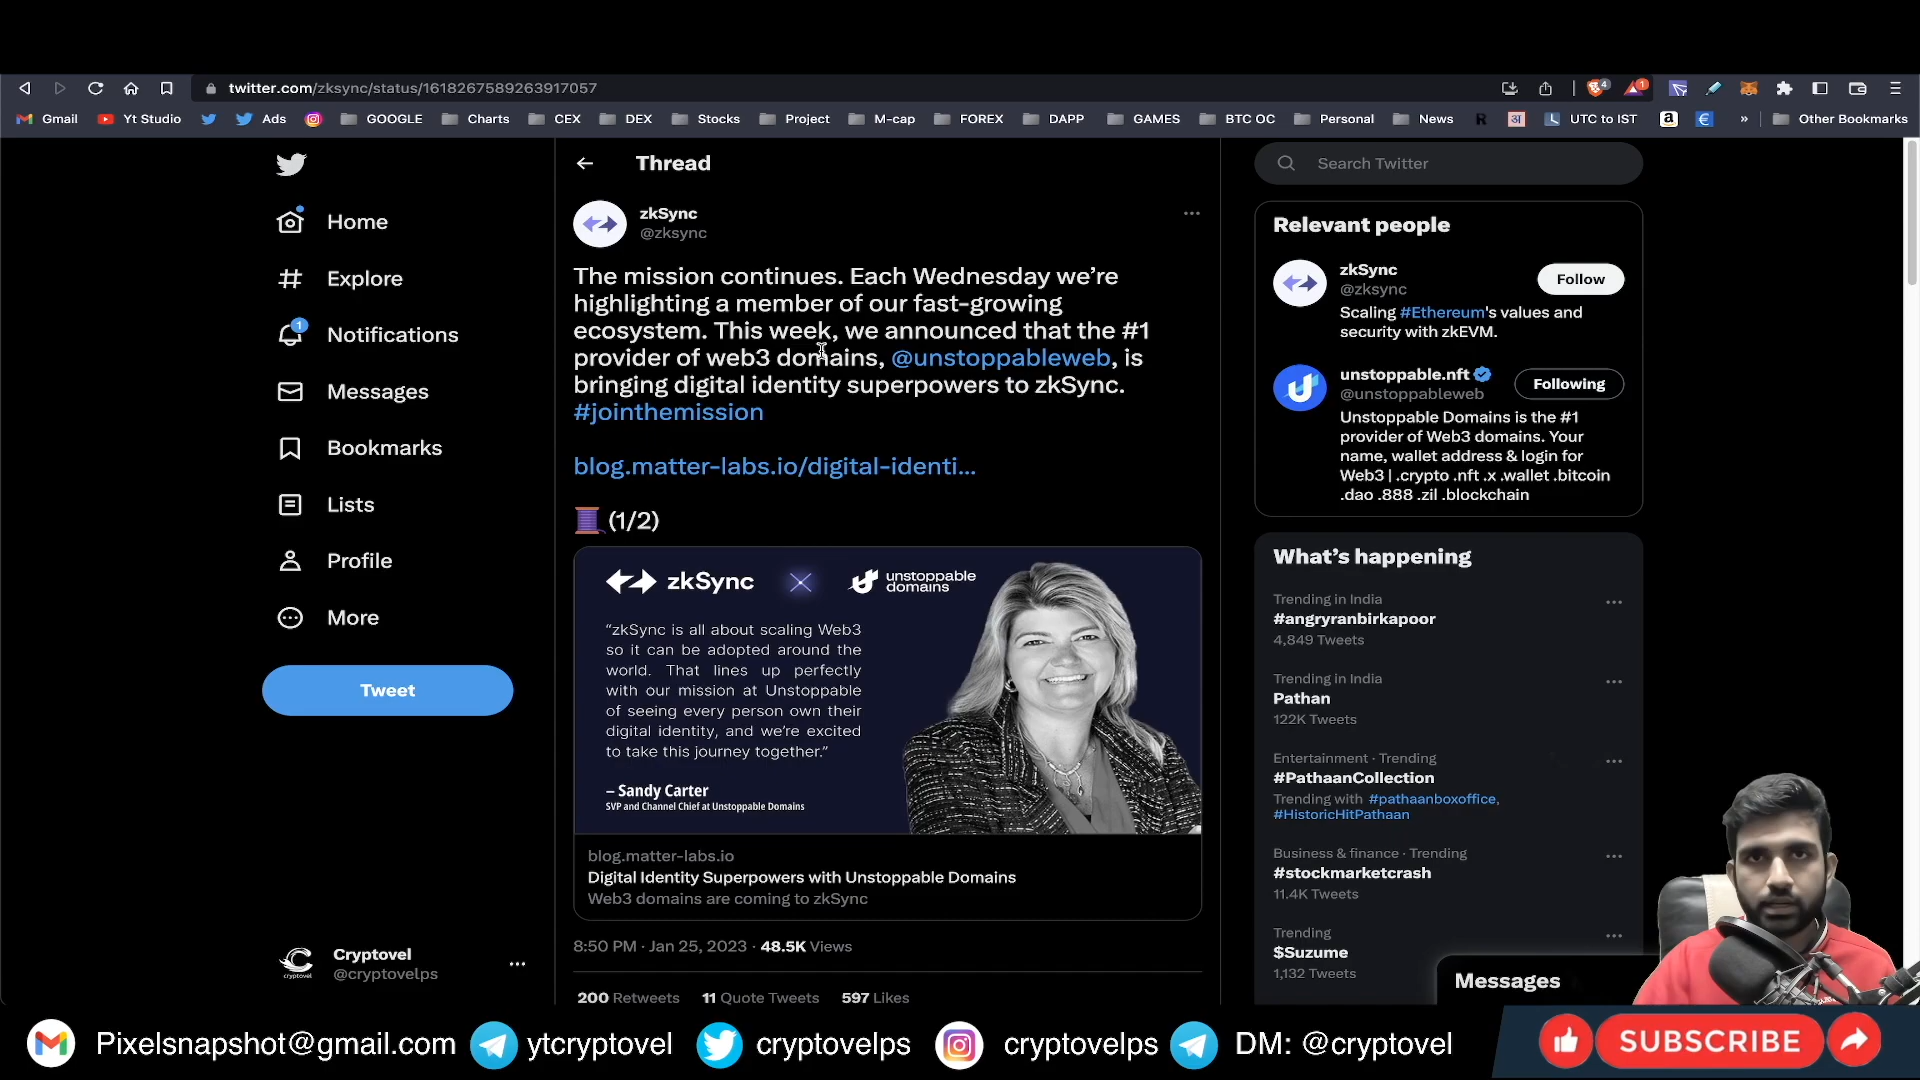 twitter.com/zksync/status/1618267589263917057
4
1
Gmail
Yt Studio
Ads
GOOGLE
Charts
CEX
DEX
Stocks
Project
M-cap
FOREX
DAPP
GAMES
BTC OC
Personal
News
R
अ
L
UTC to IST
a
€
»
Other Bookmarks
Home
Explore
1
Notifications
Messages
Bookmarks
Lists
Profile
More
Tweet
cryptovel
Cryptovel
@cryptovelps
Thread
zkSync
@zksync
The mission continues. Each Wednesday we’re
highlighting a member of our fast-growing
ecosystem. This week, we announced that the #1
provider of web3 domains, @unstoppableweb, is
bringing digital identity superpowers to zkSync.
#jointhemission
blog.matter-labs.io/digital-identi...
(1/2)
zkSync
unstoppable
domains
“zkSync is all about scaling Web3
so it can be adopted around the
world. That lines up perfectly
with our mission at Unstoppable
of seeing every person own their
digital identity, and we’re excited
to take this journey together.”
– Sandy Carter
SVP and Channel Chief at Unstoppable Domains
blog.matter-labs.io
Digital Identity Superpowers with Unstoppable Domains
Web3 domains are coming to zkSync
8:50 PM · Jan 25, 2023 · 48.5K Views
200 Retweets 11 Quote Tweets 597 Likes
Search Twitter
Relevant people
zkSync
@zksync
Follow
Scaling #Ethereum's values and
security with zkEVM.
unstoppable.nft
@unstoppableweb
Following
Unstoppable Domains is the #1
provider of Web3 domains. Your
name, wallet address & login for
Web3 | .crypto .nft .x .wallet .bitcoin
.dao .888 .zil .blockchain
What’s happening
Trending in India
#angryranbirkapoor
4,849 Tweets
Trending in India
Pathan
122K Tweets
Entertainment · Trending
#PathaanCollection
Trending with #pathaanboxoffice,
#HistoricHitPathaan
Business & finance · Trending
#stockmarketcrash
11.4K Tweets
Trending
$Suzume
1,132 Tweets
Messages
Pixelsnapshot@gmail.com
ytcryptovel
cryptovelps
cryptovelps
DM: @cryptovel
SUBSCRIBE